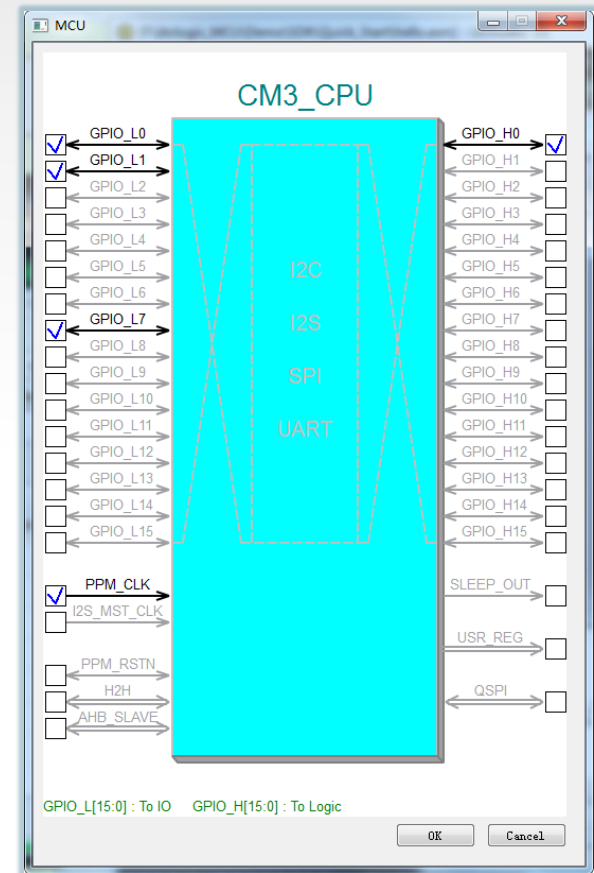 MCU
CM3_CPU
GPIO_L0
GPIO_L1
GPIO_L2
GPIO_L3
GPIO_L4
GPIO_L5
GPIO_L6
GPIO_L7
GPIO_L8
GPIO_L9
GPIO_L10
GPIO_L11
GPIO_L12
GPIO_L13
GPIO_L14
GPIO_L15
PPM_CLK
I2S_MST_CLK
PPM_RSTN
H2H
AHB_SLAVE
I2C
I2S
SPI
UART
GPIO_H0
GPIO_H1
GPIO_H2
GPIO_H3
GPIO_H4
GPIO_H5
GPIO_H6
GPIO_H7
GPIO_H8
GPIO_H9
GPIO_H10
GPIO_H11
GPIO_H12
GPIO_H13
GPIO_H14
GPIO_H15
SLEEP_OUT
USR_REG
QSPI
GPIO_L[15:0] : To IO GPIO_H[15:0] : To Logic
OK Cancel